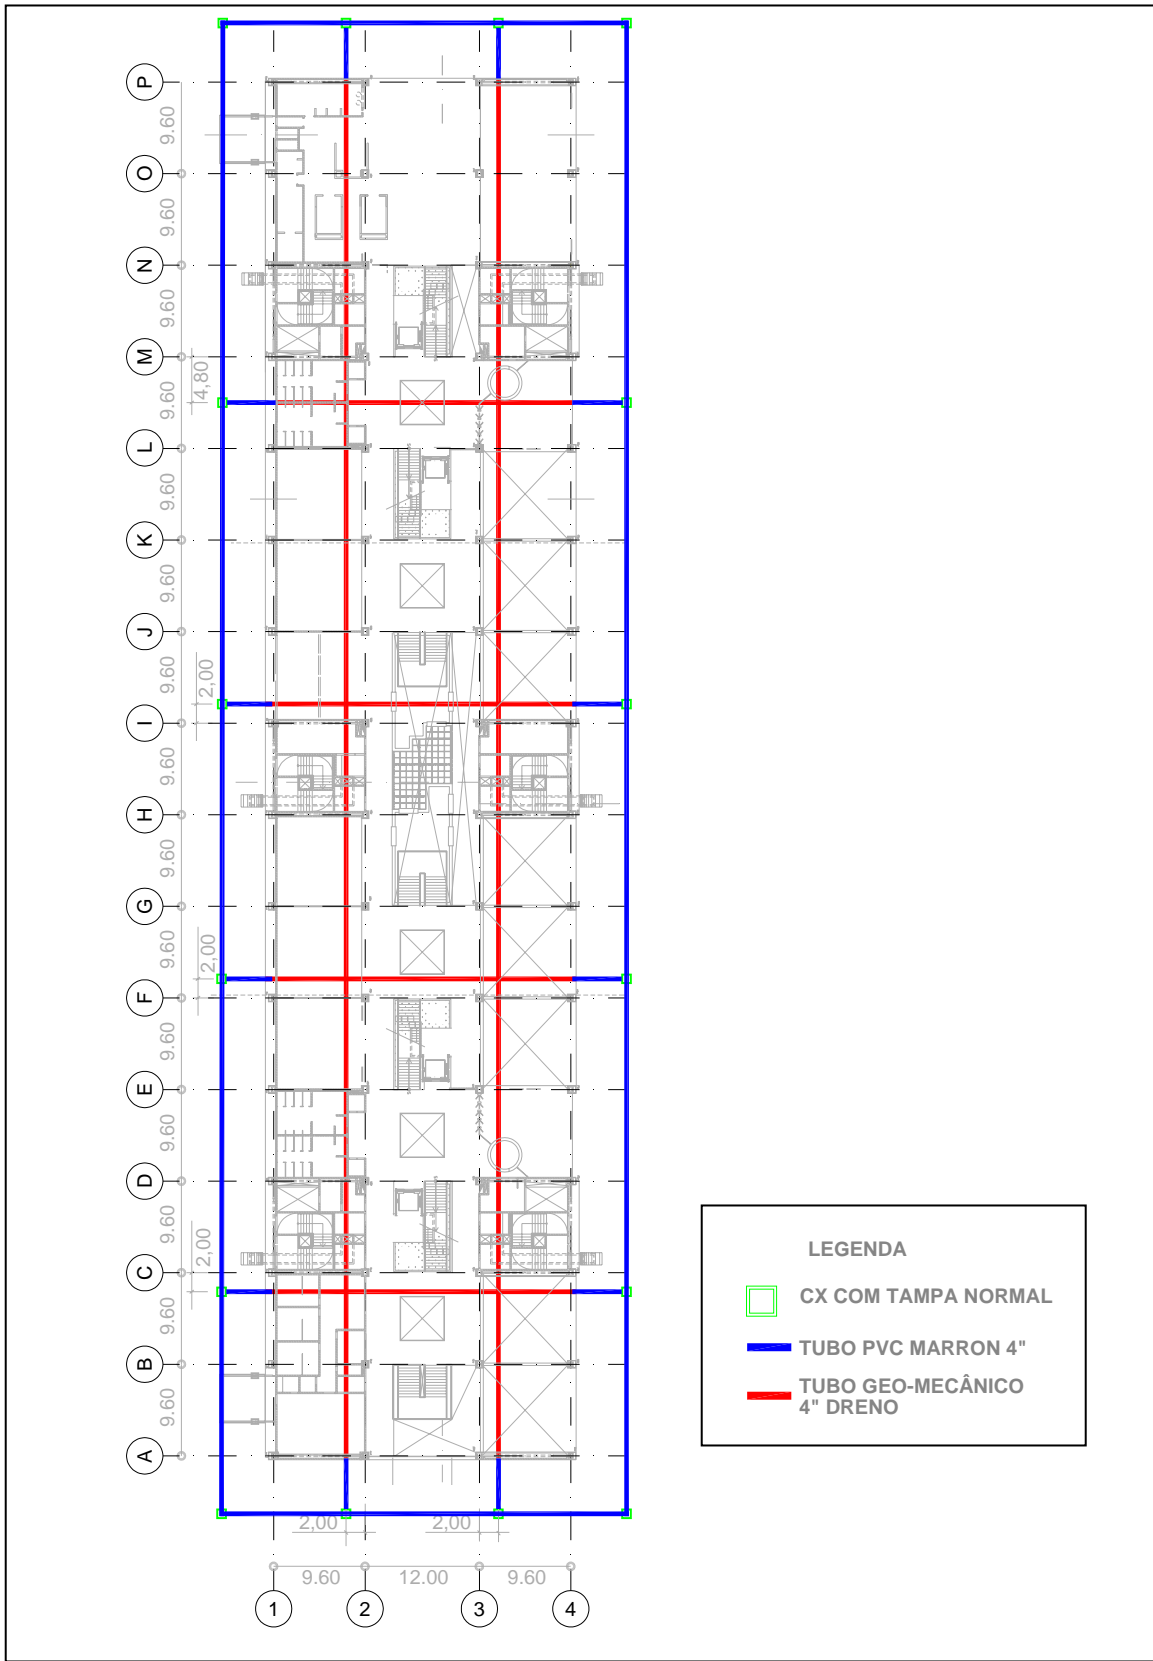 P
9.60
O
9.60
N
9.60
M
9.60
4,80
L
9.60
K
9.60
J
9.60
2,00
I
9.60
H
9.60
G
9.60
2,00
F
9.60
E
9.60
D
9.60
2,00
C
9.60
B
9.60
A
2,00
2,00
9.60
12.00
9.60
1
2
3
4
LEGENDA
CX COM TAMPA NORMAL
TUBO PVC MARRON 4"
TUBO GEO-MECÂNICO
4" DRENO